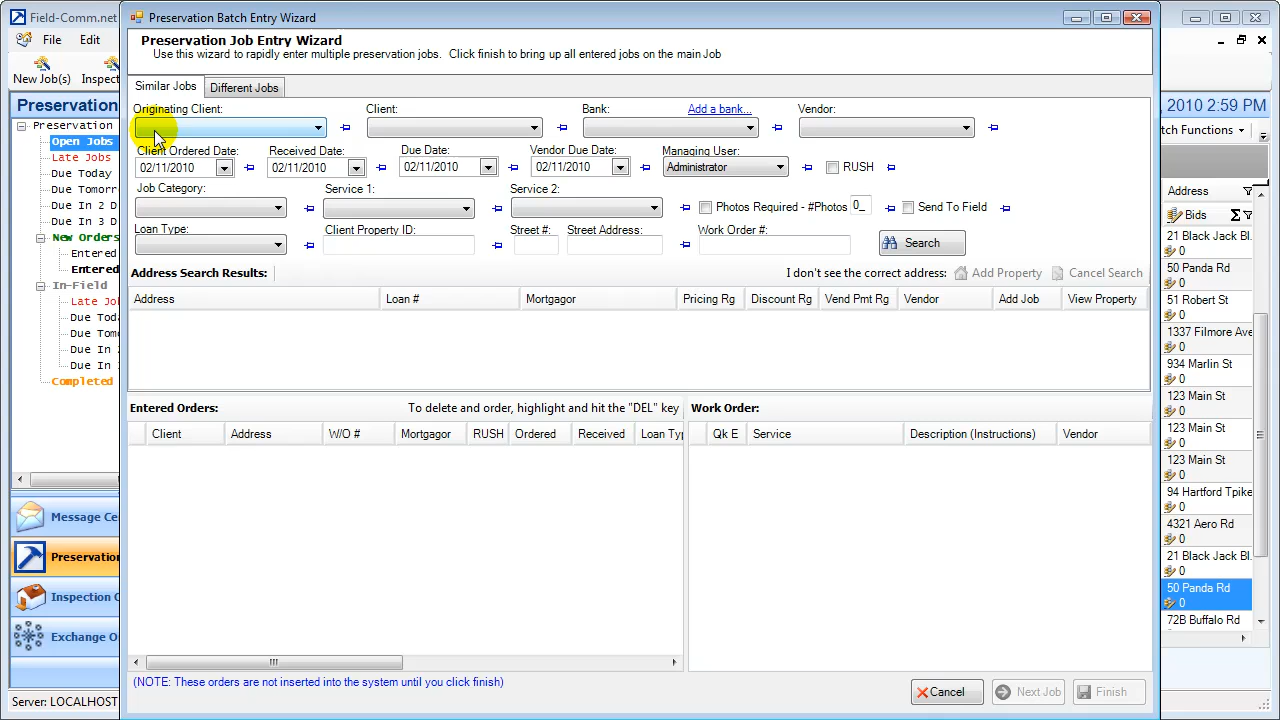 Field-Comm.net
Preservation Batch Entry Wizard
File Edit
Preservation Job Entry Wizard
Use this wizard to rapidly enter multiple preservation jobs. Click finish to bring up all entered jobs on the main Job
New Job(s) Inspect
Similar Jobs Different Jobs
Preservation
, 2010 2:59 PM
Originating Client: Client: Bank: Add a bank... Vendor:
Preservation
tch Functions
Open Jobs
Client Ordered Date: Received Date: Due Date: Vendor Due Date: Managing User:
Late Jobs
02/11/2010 02/11/2010 02/11/2010 02/11/2010 Administrator RUSH
Due Today
Due Tomorr
Job Category: Service 1: Service 2:
Address
Due In 2 D
Photos Required - #Photos 0_ Send To Field
Bids Σ
Due In 3 D
Loan Type: Client Property ID: Street #: Street Address: Work Order #:
New Orders
Search
21 Black Jack Bl.
0
Entered
Entered
Address Search Results: I don't see the correct address: Add Property Cancel Search
50 Panda Rd
0
In-Field
Address Loan # Mortgagor Pricing Rg Discount Rg Vend Pmt Rg Vendor Add Job View Property
51 Robert St
0
Late Jo
Due Toda
Due Tomo
1337 Filmore Ave
0
Due In 2
Due In 3
934 Marlin St
0
Completed
123 Main St
0
Entered Orders: To delete and order, highlight and hit the "DEL" key Work Order:
Client Address W/O # Mortgagor RUSH Ordered Received Loan Typ
Qk E Service Description (Instructions) Vendor
123 Main St
0
123 Main St
0
94 Hartford Tpike
0
Message Ce
4321 Aero Rd
0
Preservation
21 Black Jack Bl.
0
Inspection C
50 Panda Rd
0
Exchange O
72B Buffalo Rd
(NOTE: These orders are not inserted into the system until you click finish)
Cancel Next Job Finish
Server: LOCALHOST